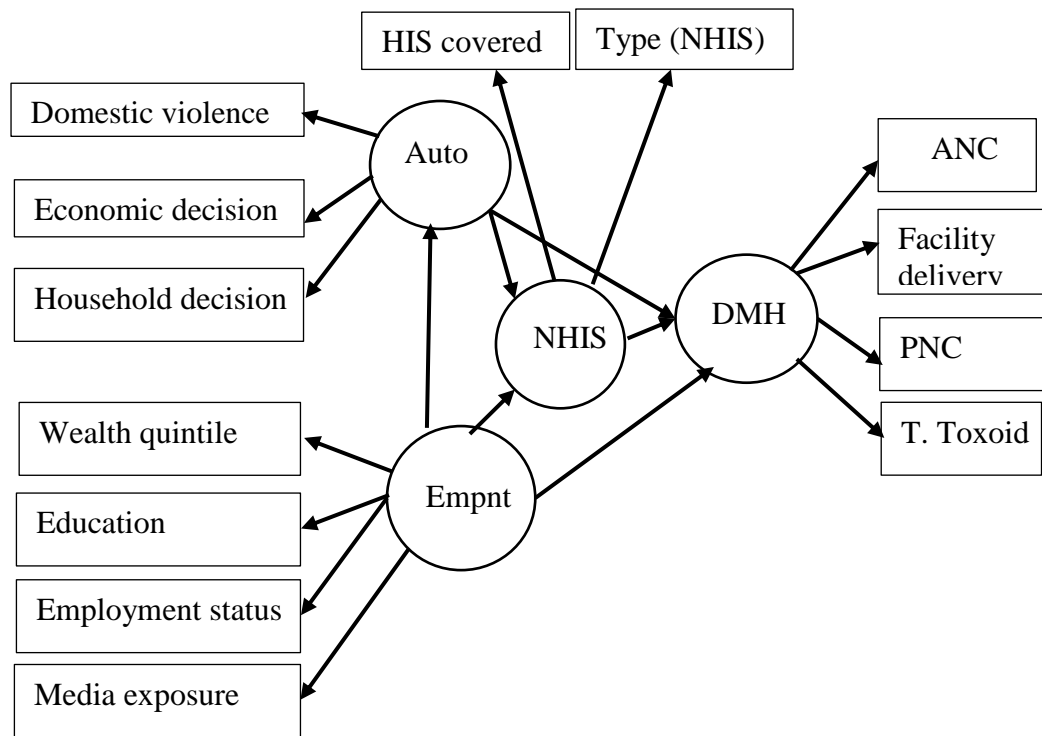 HIS covered
Type (NHIS)
Domestic violence
Auto
ANC
Economic decision
Facility
delivery
Household decision
NHIS
DMH
PNC
Wealth quintile
T. Toxoid
Empnt
Education
Employment status
Media exposure